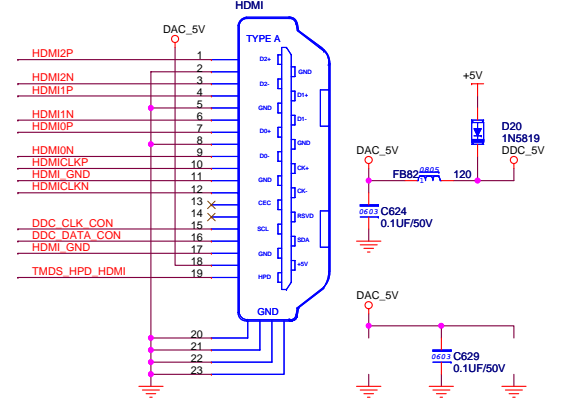 HDMI
DAC_5V
TYPE A
HDMI2P 1 D2+
2 GND
HDMI2N 3 D2-
HDMI1P 4 D1+
5 GND
HDMI1N 6 D1-
HDMI0P 7 D0+
8 GND
HDMI0N 9 D0-
HDMICLKP 10 CK+
HDMI_GND 11 GND
HDMICLKN 12 CK-
13 CEC
14 RSVD
DDC_CLK_CON 15 SCL
DDC_DATA_CON 16 SDA
HDMI_GND 17 GND
18 +5V
TMDS_HPD_HDMI 19 HPD
GND
20
21
22
23
+5V
D20
1N5819
DAC_5V
DDC_5V
FB82 0805 120
0603 C624
0.1UF/50V
DAC_5V
0603 C629
0.1UF/50V